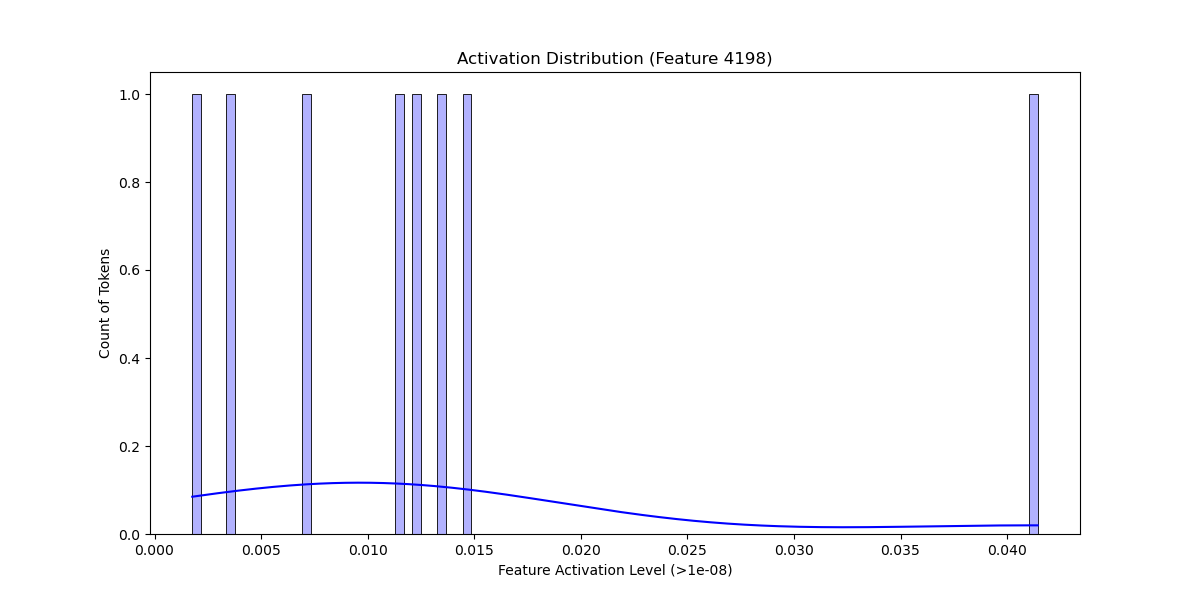 Activation Distribution (Feature 4198)
1.0
0.8
0.6
0.4
0.2
0.0
Count of Tokens
0.000 0.005 0.010 0.015 0.020 0.025 0.030 0.035 0.040
Feature Activation Level (>1e-08)